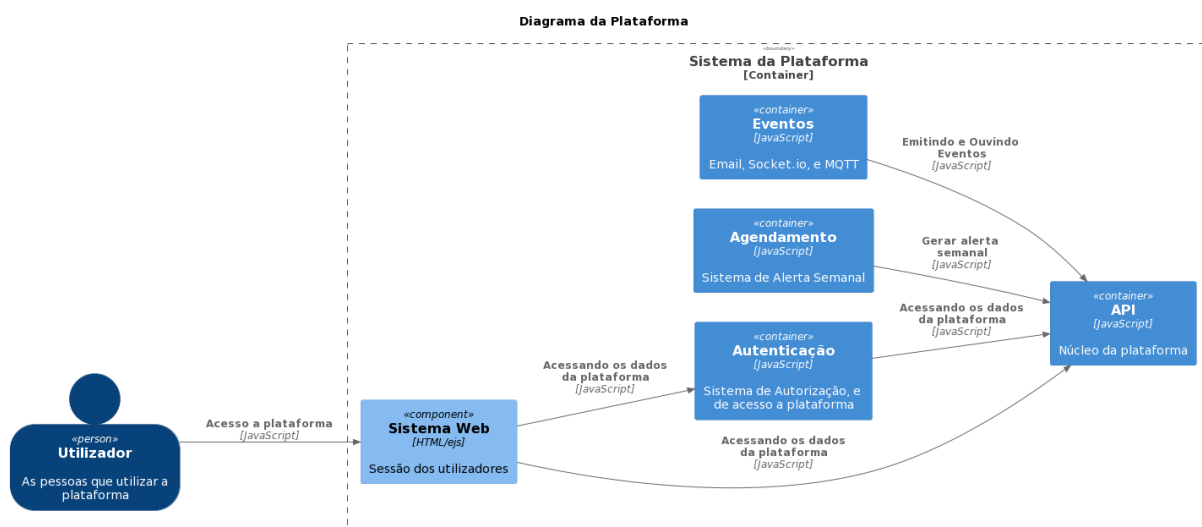 Diagrama da Plataforma
«boundary»
Sistema da Plataforma
[Container]
«container»
Eventos
[JavaScript]
Email, Socket.io, e MQTT
Emitindo e Ouvindo
Eventos
[JavaScript]
«container»
Agendamento
[JavaScript]
Sistema de Alerta Semanal
Gerar alerta
semanal
[JavaScript]
«container»
API
[JavaScript]
Núcleo da plataforma
Acessando os dados
da plataforma
[JavaScript]
«container»
Autenticação
[JavaScript]
Sistema de Autorização, e
de acesso a plataforma
Acessando os dados
da plataforma
[JavaScript]
«person»
Utilizador
As pessoas que utilizar a
plataforma
Acesso a plataforma
[JavaScript]
«component»
Sistema Web
[HTML/ejs]
Sessão dos utilizadores
Acessando os dados
da plataforma
[JavaScript]